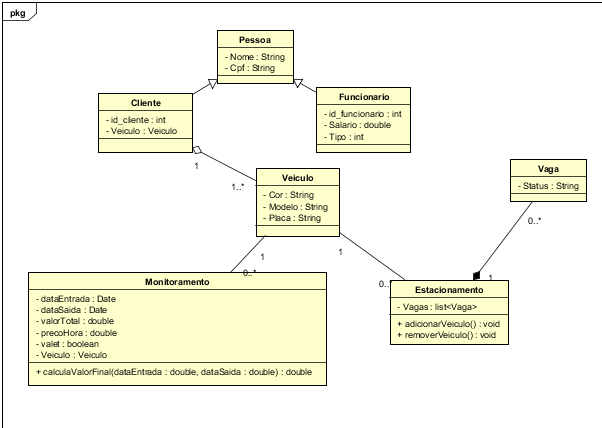 pkg
Pessoa
- Nome : String
- Cpf : String
Cliente
- id_cliente : int
- Veiculo : Veiculo
Funcionario
- id_funcionario : int
- Salario : double
- Tipo : int
1
1..*
Veiculo
- Cor : String
- Modelo : String
- Placa : String
Vaga
- Status : String
0..*
1
1
0..*
0..
1
Monitoramento
- dataEntrada : Date
- dataSaida : Date
- valorTotal : double
- precoHora : double
- valet : boolean
- Veiculo : Veiculo
+ calculaValorFinal(dataEntrada : double, dataSaida : double) : double
Estacionamento
- Vagas : list<Vaga>
+ adicionarVeiculo() : void
+ removerVeiculo() : void